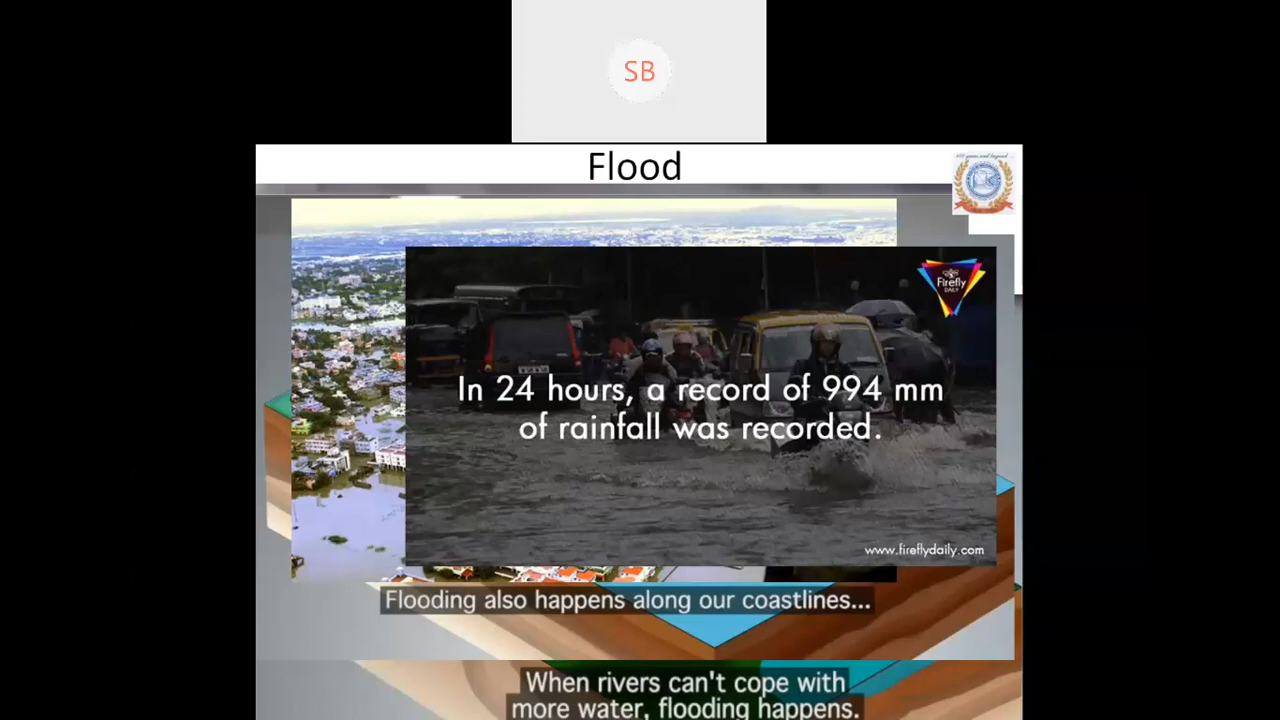 SB
Flood
Firefly
DAILY
In 24 hours, a record of 994 mm
of rainfall was recorded.
www.fireflydaily.com
Flooding also happens along our coastlines...
When rivers can't cope with
more water, flooding happens.